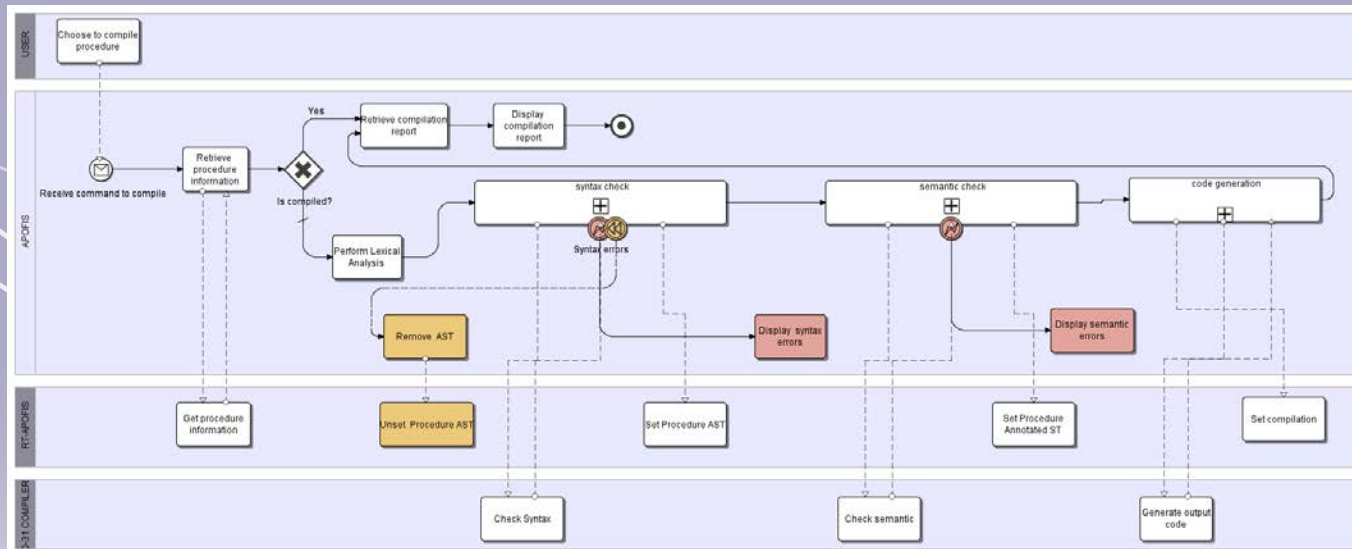 USER
Choose to compile
procedure
APOFIS
Receive command to compile
Retrieve
procedure
information
Is compiled?
Yes
Retrieve compilation
report
Display
compilation
report
Perform Lexical
Analysis
syntax check
Syntax errors
semantic check
code generation
Remove AST
Display syntax
errors
Display semantic
errors
RT-APOFIS
Get procedure
information
Unset Procedure AST
Set Procedure AST
Set Procedure
Annotated ST
Set compilation
-31 COMPILER
Check Syntax
Check semantic
Generate output
code